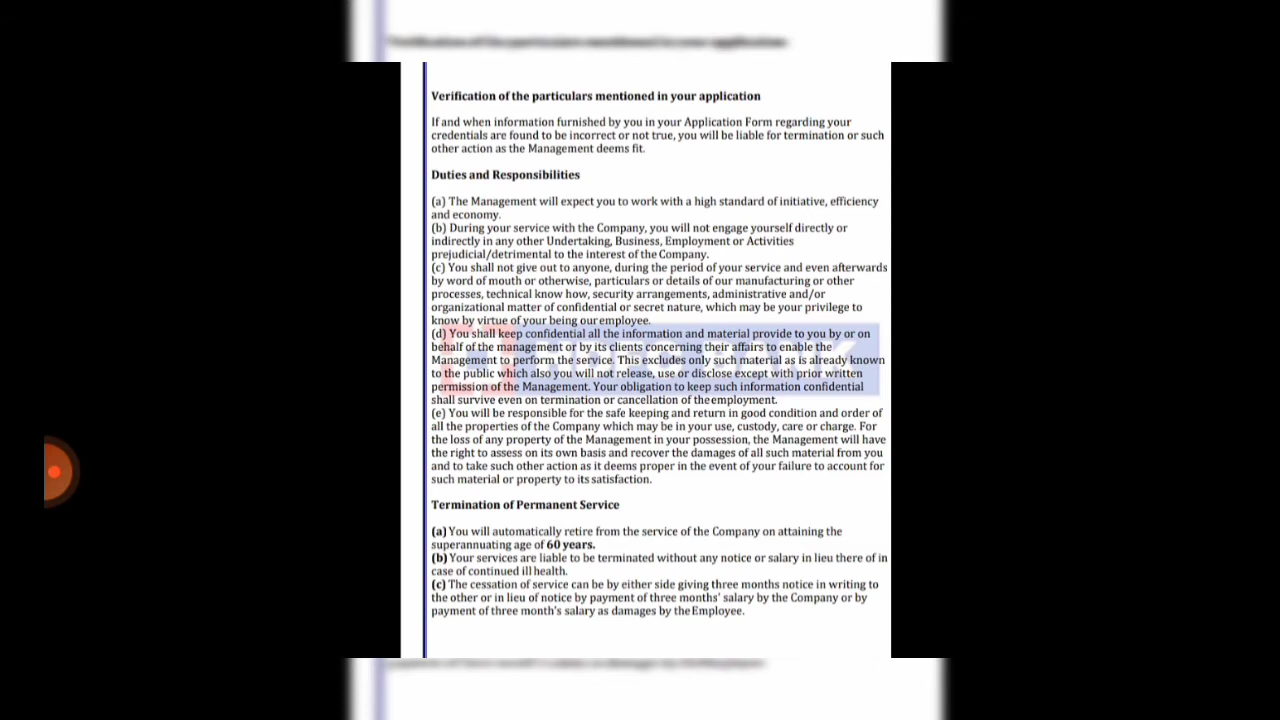 Verification of the particulars mentioned in your application
If and when information furnished by you in your Application Form regarding your
credentials are found to be incorrect or not true, you will be liable for termination or such
other action as the Management deems fit.
Duties and Responsibilities
(a) The Management will expect you to work with a high standard of initiative, efficiency
and economy.
(b) During your service with the Company, you will not engage yourself directly or
indirectly in any other Undertaking, Business, Employment or Activities
prejudicial/detrimental to the interest of the Company.
(c) You shall not give out to anyone, during the period of your service and even afterwards
by word of mouth or otherwise, particulars or details of our manufacturing or other
processes, technical know how, security arrangements, administrative and/or
organizational matter of confidential or secret nature, which may be your privilege to
know by virtue of your being our employee.
(d) You shall keep confidential all the information and material provide to you by or on
behalf of the management or by its clients concerning their affairs to enable the
Management to perform the service. This excludes only such material as is already known
to the public which also you will not release, use or disclose except with prior written
permission of the Management. Your obligation to keep such information confidential
shall survive even on termination or cancellation of the employment.
(e) You will be responsible for the safe keeping and return in good condition and order of
all the properties of the Company which may be in your use, custody, care or charge. For
the loss of any property of the Management in your possession, the Management will have
the right to assess on its own basis and recover the damages of all such material from you
and to take such other action as it deems proper in the event of your failure to account for
such material or property to its satisfaction.
Termination of Permanent Service
(a) You will automatically retire from the service of the Company on attaining the
superannuating age of 60 years.
(b) Your services are liable to be terminated without any notice or salary in lieu there of in
case of continued ill health.
(c) The cessation of service can be by either side giving three months notice in writing to
the other or in lieu of notice by payment of three months' salary by the Company or by
payment of three month's salary as damages by the Employee.